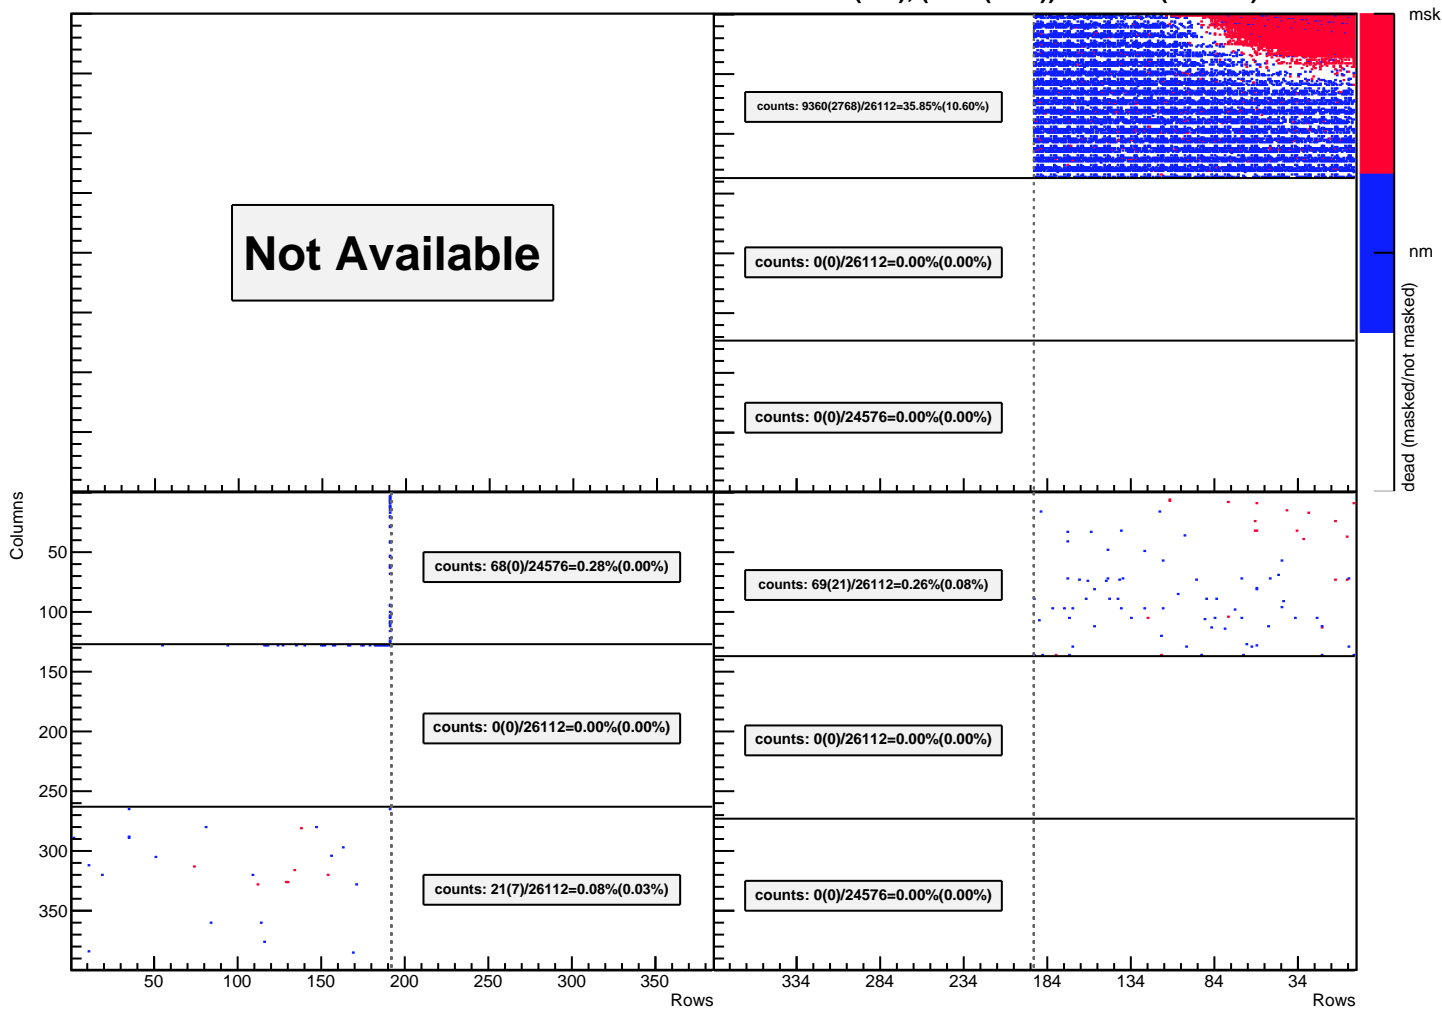 msk
counts: 9360(2768)/26112=35.85%(10.60%)
Not Available
counts: 0(0)/26112=0.00%(0.00%)
nm
dead (masked/not masked)
counts: 0(0)/24576=0.00%(0.00%)
Columns
50
100
150
200
250
300
350
counts: 68(0)/24576=0.28%(0.00%)
counts: 69(21)/26112=0.26%(0.08%)
counts: 0(0)/26112=0.00%(0.00%)
counts: 0(0)/26112=0.00%(0.00%)
counts: 21(7)/26112=0.08%(0.03%)
counts: 0(0)/24576=0.00%(0.00%)
50 100 150 200 250 300 350
334 284 234 184 134 84 34
Rows
Rows